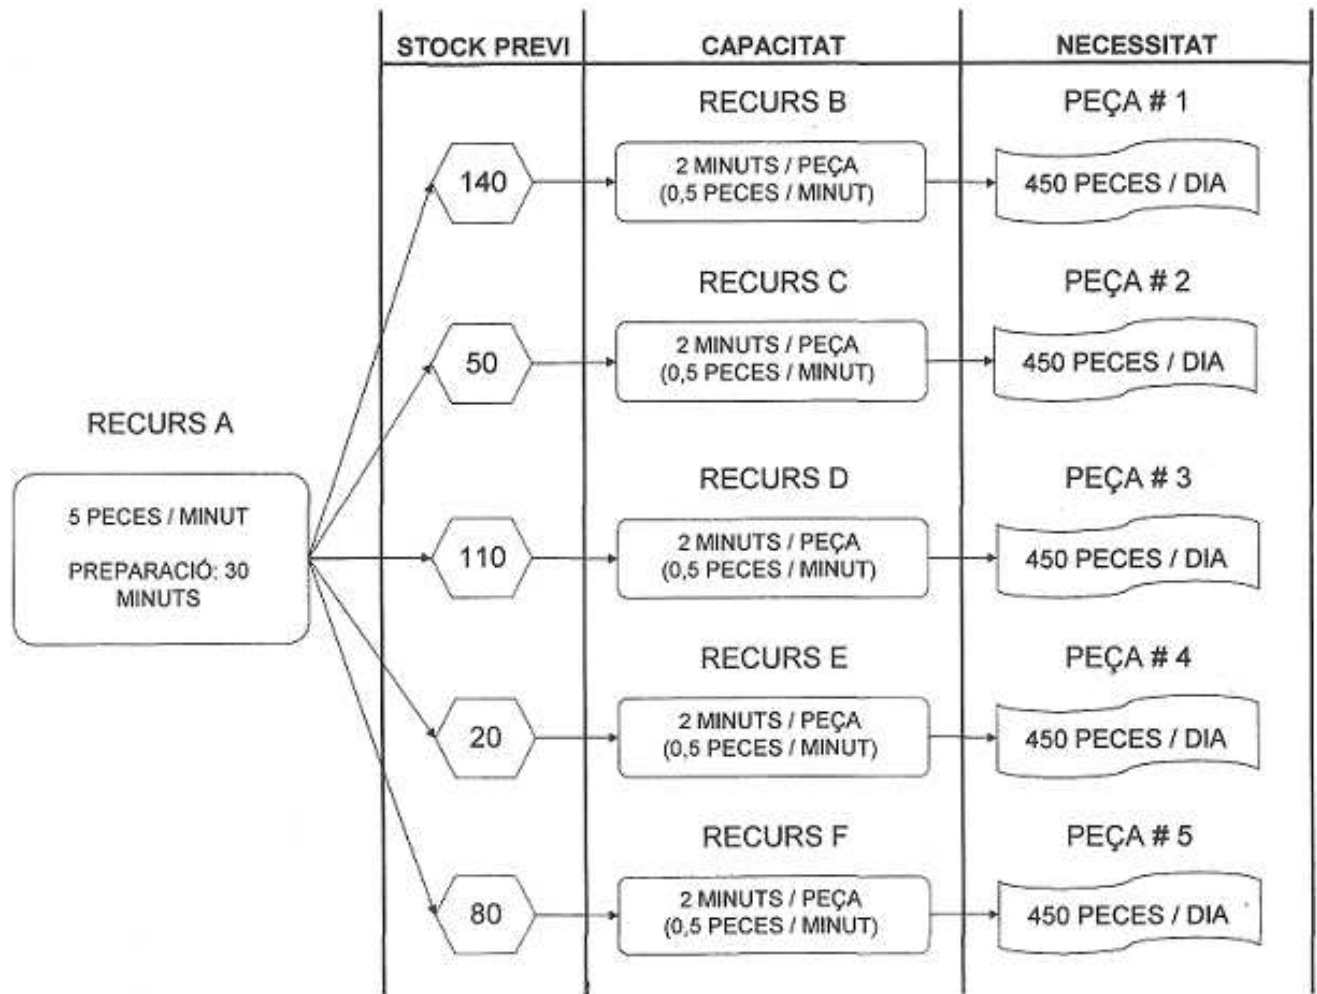 STOCK PREVI
CAPACITAT
NECESSITAT
RECURS B
PEÇA # 1
140
2 MINUTS / PEÇA
(0,5 PECES / MINUT)
450 PECES / DIA
RECURS C
PEÇA # 2
50
2 MINUTS / PEÇA
(0,5 PECES / MINUT)
450 PECES / DIA
RECURS A
5 PECES / MINUT
PREPARACIÓ: 30
MINUTS
RECURS D
PEÇA # 3
110
2 MINUTS / PEÇA
(0,5 PECES / MINUT)
450 PECES / DIA
RECURS E
PEÇA # 4
20
2 MINUTS / PEÇA
(0,5 PECES / MINUT)
450 PECES / DIA
RECURS F
PEÇA # 5
80
2 MINUTS / PEÇA
(0,5 PECES / MINUT)
450 PECES / DIA